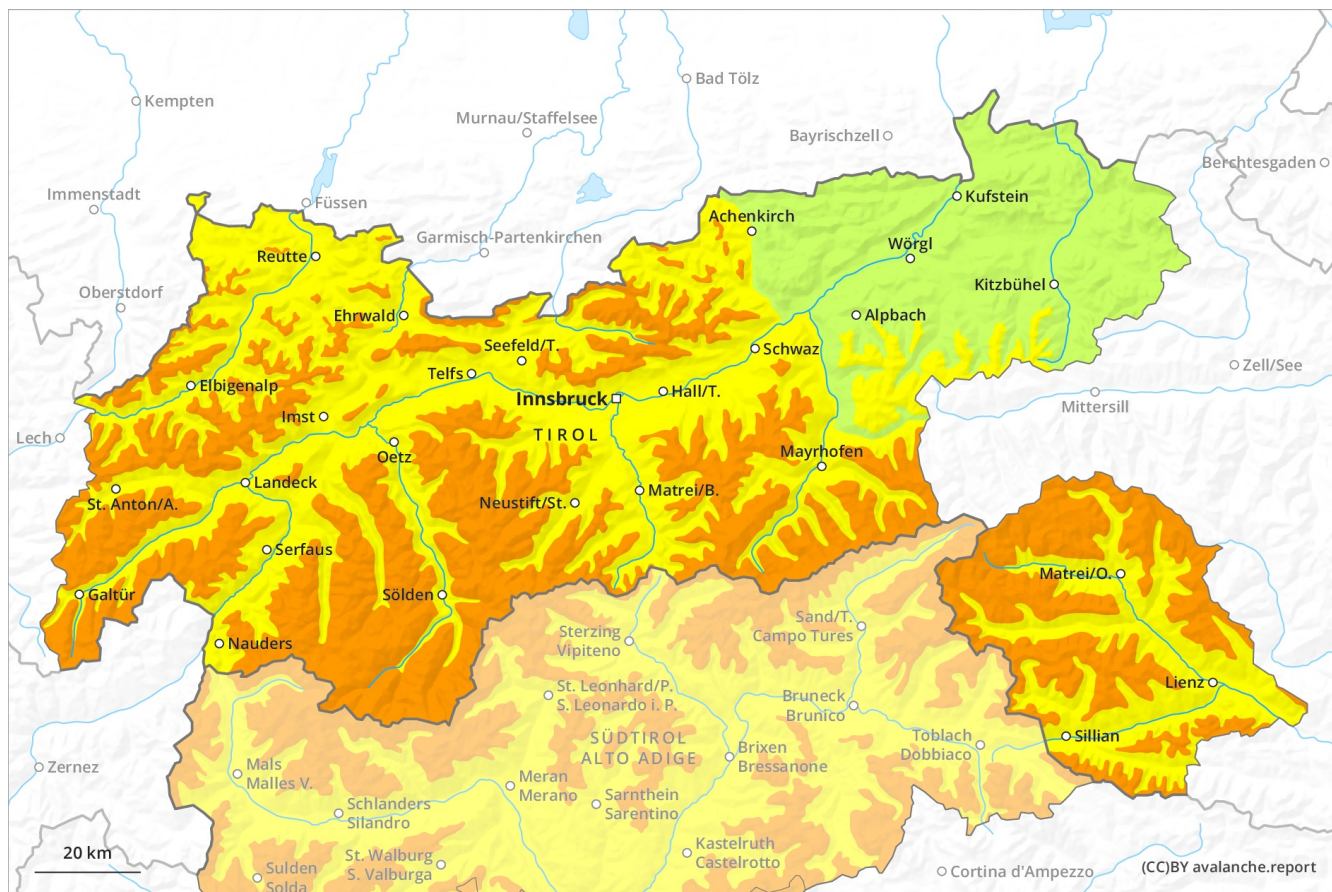 Bad Tölz
Kempten
Murnau/Staffelsee
Bayrischzell
Berchtesgaden
Immenstadt
Füssen
Kufstein
Achenkirch
Garmisch-Partenkirchen
Wörgl
Reutte
Oberstdorf
Kitzbühel
Ehrwald
Alpbach
Seefeld/T.
Schwaz
Zell/See
Telfs
Elbigenalp
Hall/T.
Innsbruck
Mittersill
Imst
TIROL
Lech
Oetz
Mayrhofen
Landeck
Matrei/B.
St. Anton/A.
Neustift/St.
Serfaus
Matrei/O.
Galtür
Sölden
Sand/T.
Campo Tures
Sterzing
Vipiteno
Nauders
Lienz
St. Leonhard/P.
S. Leonardo i. P.
Bruneck
Brunico
Sillian
Toblach
Dobbiaco
SÜDTIROL
ALTO ADIGE
Brixen
Bressanone
Zernez
Mals
Malles V.
Meran
Merano
Sarnthein
Sarentino
Schlanders
Silandro
Kastelruth
Castelrotto
20 km
St. Walburg
S. Valburga
Sulden
Solda
Cortina d'Ampezzo
(CC)BY avalanche.report